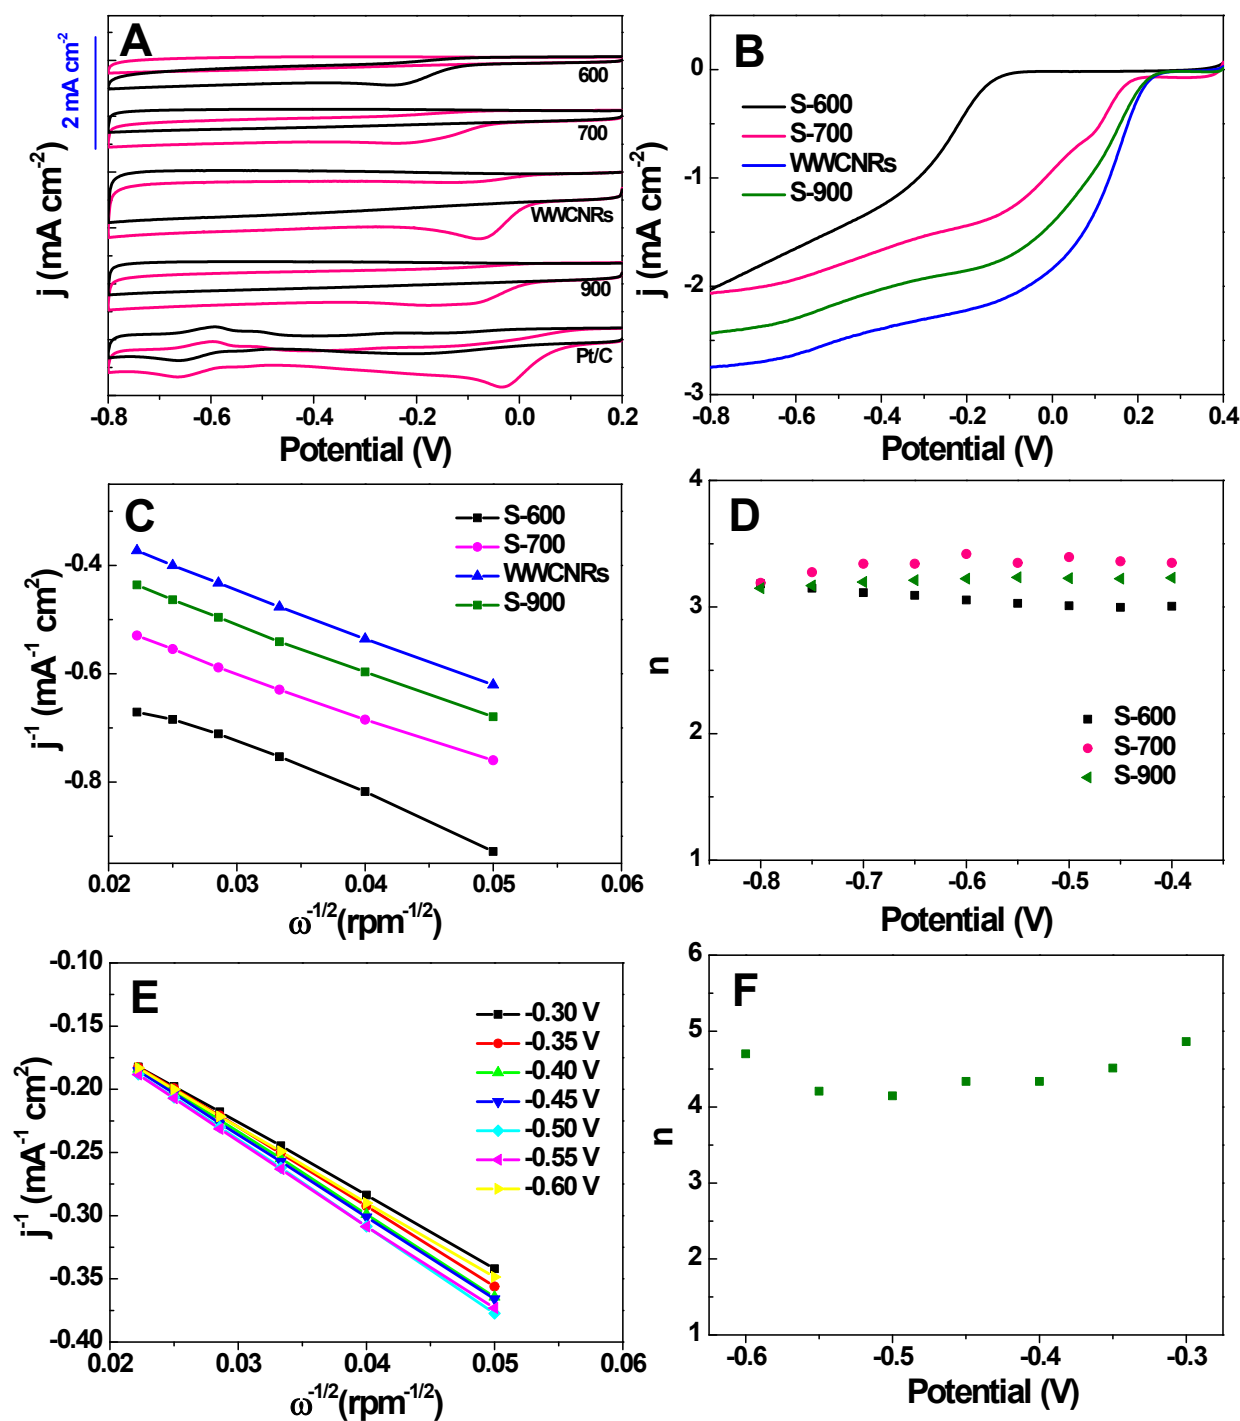 A
2 mA cm-2
600
700
WWCNRs
900
Pt/C
j (mA cm-2)
-0.8 -0.6 -0.4 -0.2 0.0 0.2
Potential (V)
B
S-600
S-700
WWCNRs
S-900
0
-1
-2
-3
j (mA cm-2)
-0.8 -0.6 -0.4 -0.2 0.0 0.2 0.4
Potential (V)
C
S-600
S-700
WWCNRs
S-900
-0.4
-0.6
-0.8
j-1 (mA-1 cm2)
0.02 0.03 0.04 0.05 0.06
ω-1/2(rpm-1/2)
D
4
3
2
1
n
S-600
S-700
S-900
-0.8 -0.7 -0.6 -0.5 -0.4
Potential (V)
E
-0.30 V
-0.35 V
-0.40 V
-0.45 V
-0.50 V
-0.55 V
-0.60 V
-0.10
-0.15
-0.20
-0.25
-0.30
-0.35
-0.40
j-1 (mA-1 cm2)
0.02 0.03 0.04 0.05 0.06
ω-1/2(rpm-1/2)
F
6
5
4
3
2
1
n
-0.6 -0.5 -0.4 -0.3
Potential (V)